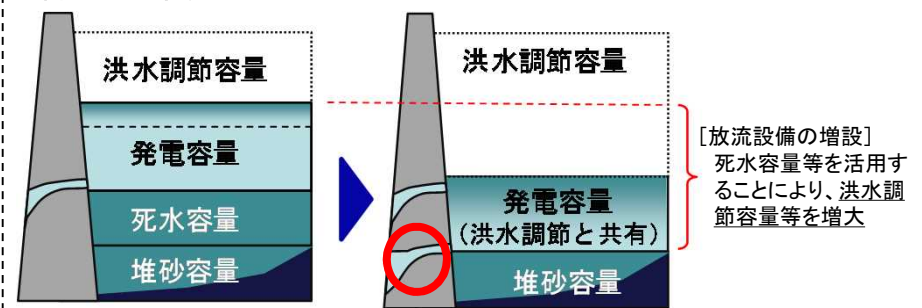 洪水調節容量
発電容量
死水容量
堆砂容量
洪水調節容量
発電容量
(洪水調節と共有)
堆砂容量
[放流設備の増設]
死水容量等を活用す
ることにより、洪水調
節容量等を増大